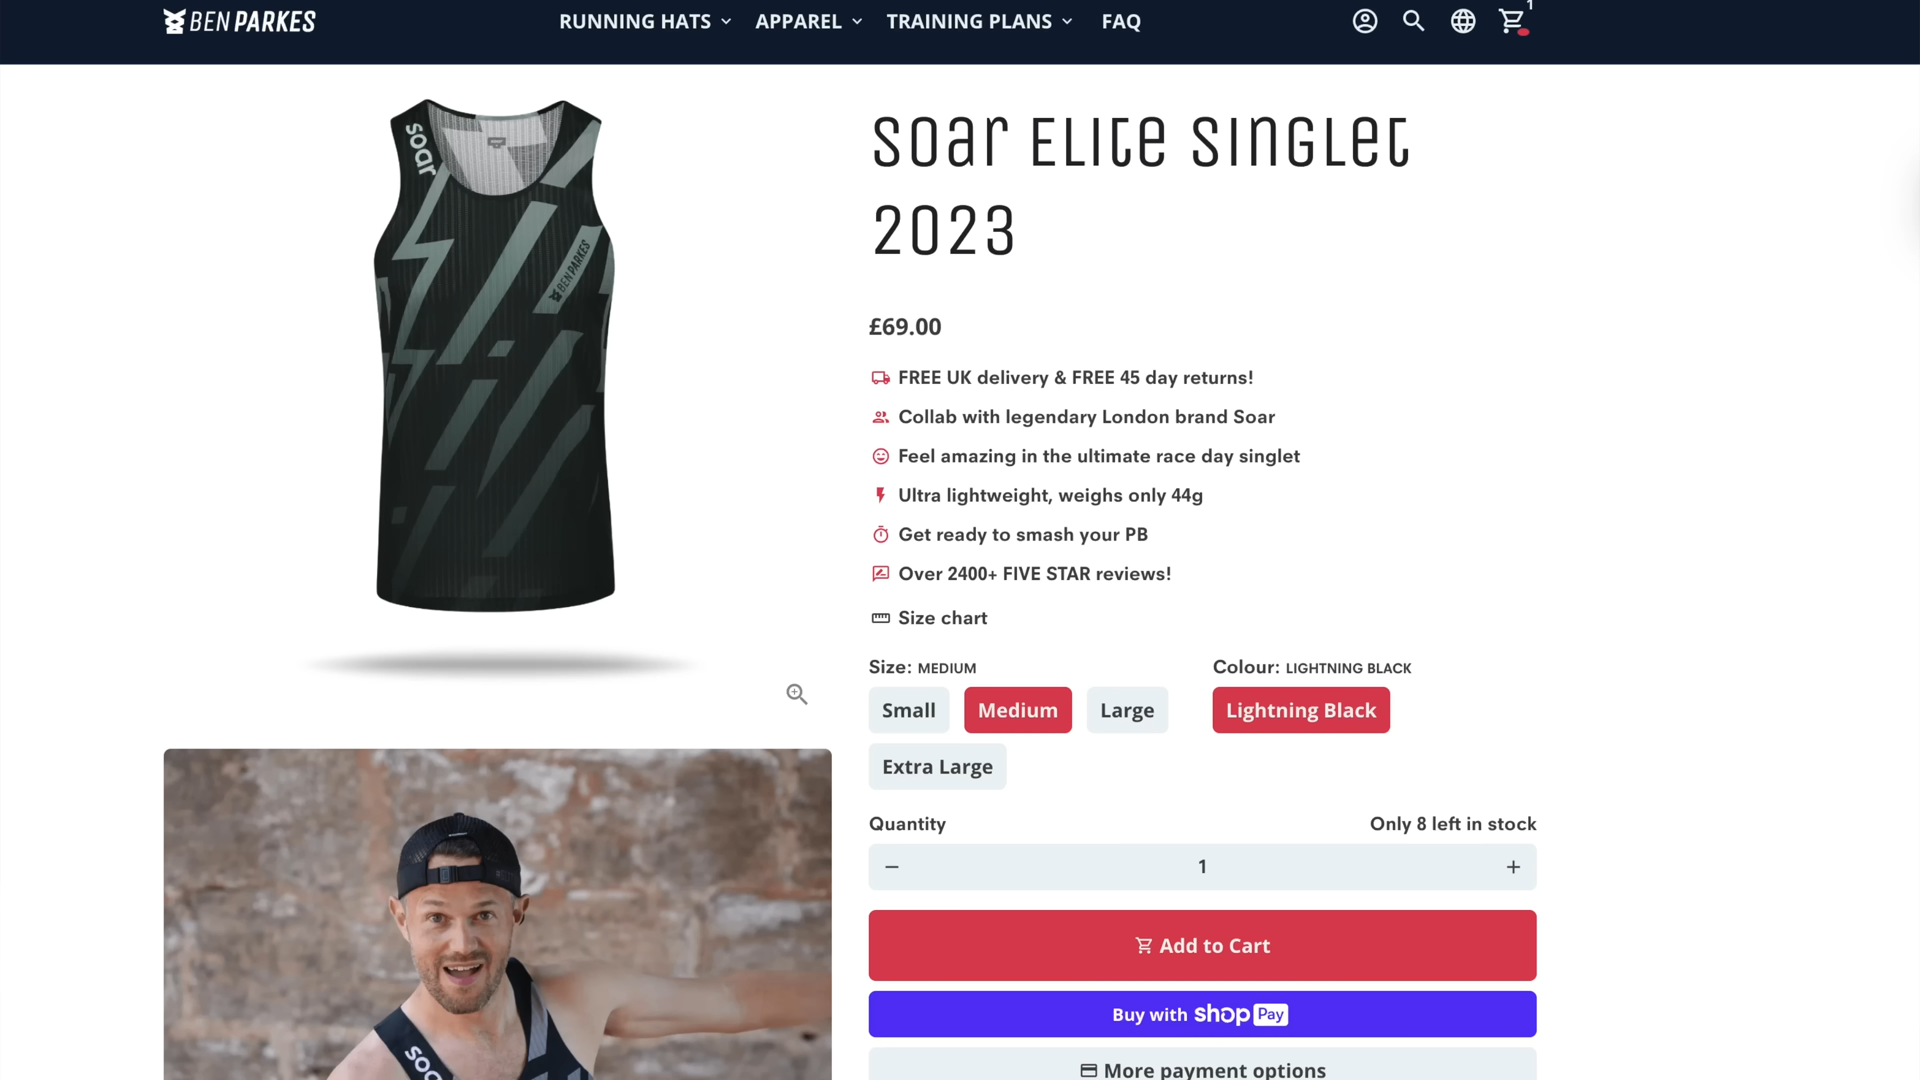 BEN PARKES
RUNNING HATS
APPAREL
TRAINING PLANS
FAQ
1
soar
BEN PARKES
Soar Elite Singlet
2023
£69.00
FREE UK delivery & FREE 45 day returns!
Collab with legendary London brand Soar
Feel amazing in the ultimate race day singlet
Ultra lightweight, weighs only 44g
Get ready to smash your PB
Over 2400+ FIVE STAR reviews!
Size chart
Size: MEDIUM
Colour: LIGHTNING BLACK
Small
Medium
Large
Lightning Black
Extra Large
Quantity
Only 8 left in stock
− 1 +
Add to Cart
Buy with shop Pay
More payment options